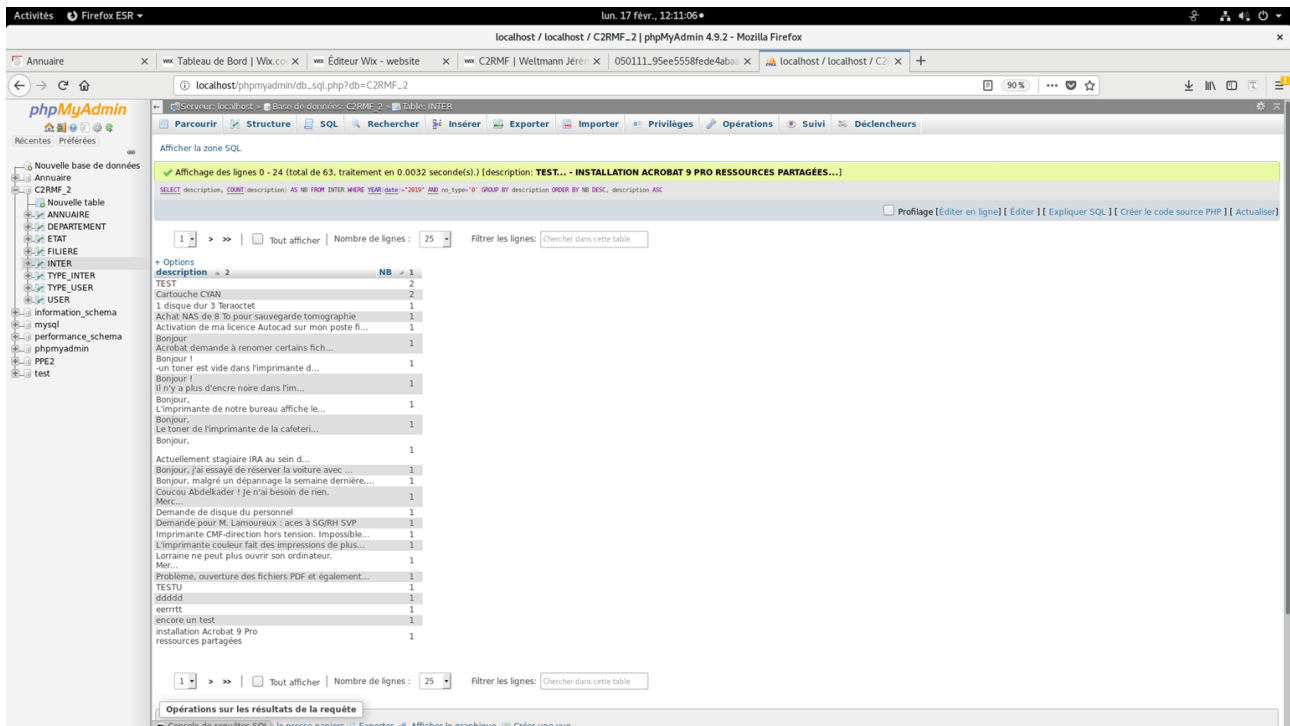 Activités Firefox ESR lun. 17 févr., 12:11:06
localhost / localhost / C2RMF_2 | phpMyAdmin 4.9.2 - Mozilla Firefox ×
Annuaire × Tableau de Bord | Wix.co × Éditeur Wix - website × C2RMF | Weltmann Jérén × 050111_95ee5558fede4abaa × localhost / localhost / C2F × +
localhost/phpmyadmin/db_sql.php?db=C2RMF_2 90 % ...
phpMyAdmin
Récentes Préférées
Nouvelle base de données
Annuaire
C2RMF_2
Nouvelle table
ANNUAIRE
DEPARTEMENT
ETAT
FILIERE
INTER
TYPE_INTER
TYPE_USER
USER
information_schema
mysql
performance_schema
phpmyadmin
PPE2
test
Serveur: localhost » Base de données: C2RMF_2 » Table: INTER
Parcourir Structure SQL Rechercher Insérer Exporter Importer Privilèges Opérations Suivi Déclencheurs
Afficher la zone SQL
Affichage des lignes 0 - 24 (total de 63, traitement en 0.0032 seconde(s).) [description: TEST... - INSTALLATION ACROBAT 9 PRO RESSOURCES PARTAGÉES...]
SELECT description, COUNT(description) AS NB FROM INTER WHERE YEAR(date)="2019" AND no_type='0' GROUP BY description ORDER BY NB DESC, description ASC
Profilage [Éditer en ligne] [ Éditer ] [ Expliquer SQL ] [ Créer le code source PHP ] [ Actualiser]
1 > >> | Tout afficher | Nombre de lignes : 25 Filtrer les lignes: Chercher dans cette table
+ Options
description 2 NB 1
TEST 2
Cartouche CYAN 2
1 disque dur 3 Teraoctet 1
Achat NAS de 8 To pour sauvegarde tomographie 1
Activation de ma licence Autocad sur mon poste fi... 1
Bonjour
Acrobat demande à renomer certains fich... 1
Bonjour !
-un toner est vide dans l'imprimante d... 1
Bonjour !
Il n'y a plus d'encre noire dans l'im... 1
Bonjour,
L'imprimante de notre bureau affiche le... 1
Bonjour,
Le toner de l'imprimante de la cafeteri... 1
Bonjour,
Actuellement stagiaire IRA au sein d... 1
Bonjour, j'ai essayé de réserver la voiture avec ... 1
Bonjour, malgré un dépannage la semaine dernière,... 1
Coucou Abdelkader ! Je n'ai besoin de rien.
Merc... 1
Demande de disque du personnel 1
Demande pour M. Lamoureux : aces à SG/RH SVP 1
Imprimante CMF-direction hors tension. Impossible... 1
L'imprimante couleur fait des impressions de plus... 1
Lorraine ne peut plus ouvrir son ordinateur.
Mer... 1
Problème, ouverture des fichiers PDF et également... 1
TESTU 1
ddddd 1
eerrrtt 1
encore un test 1
installation Acrobat 9 Pro
ressources partagées 1
1 > >> | Tout afficher | Nombre de lignes : 25 Filtrer les lignes: Chercher dans cette table
Opérations sur les résultats de la requête
Console de requêtes SQL le presse-papiers Exporter Afficher le graphique Créer une vue